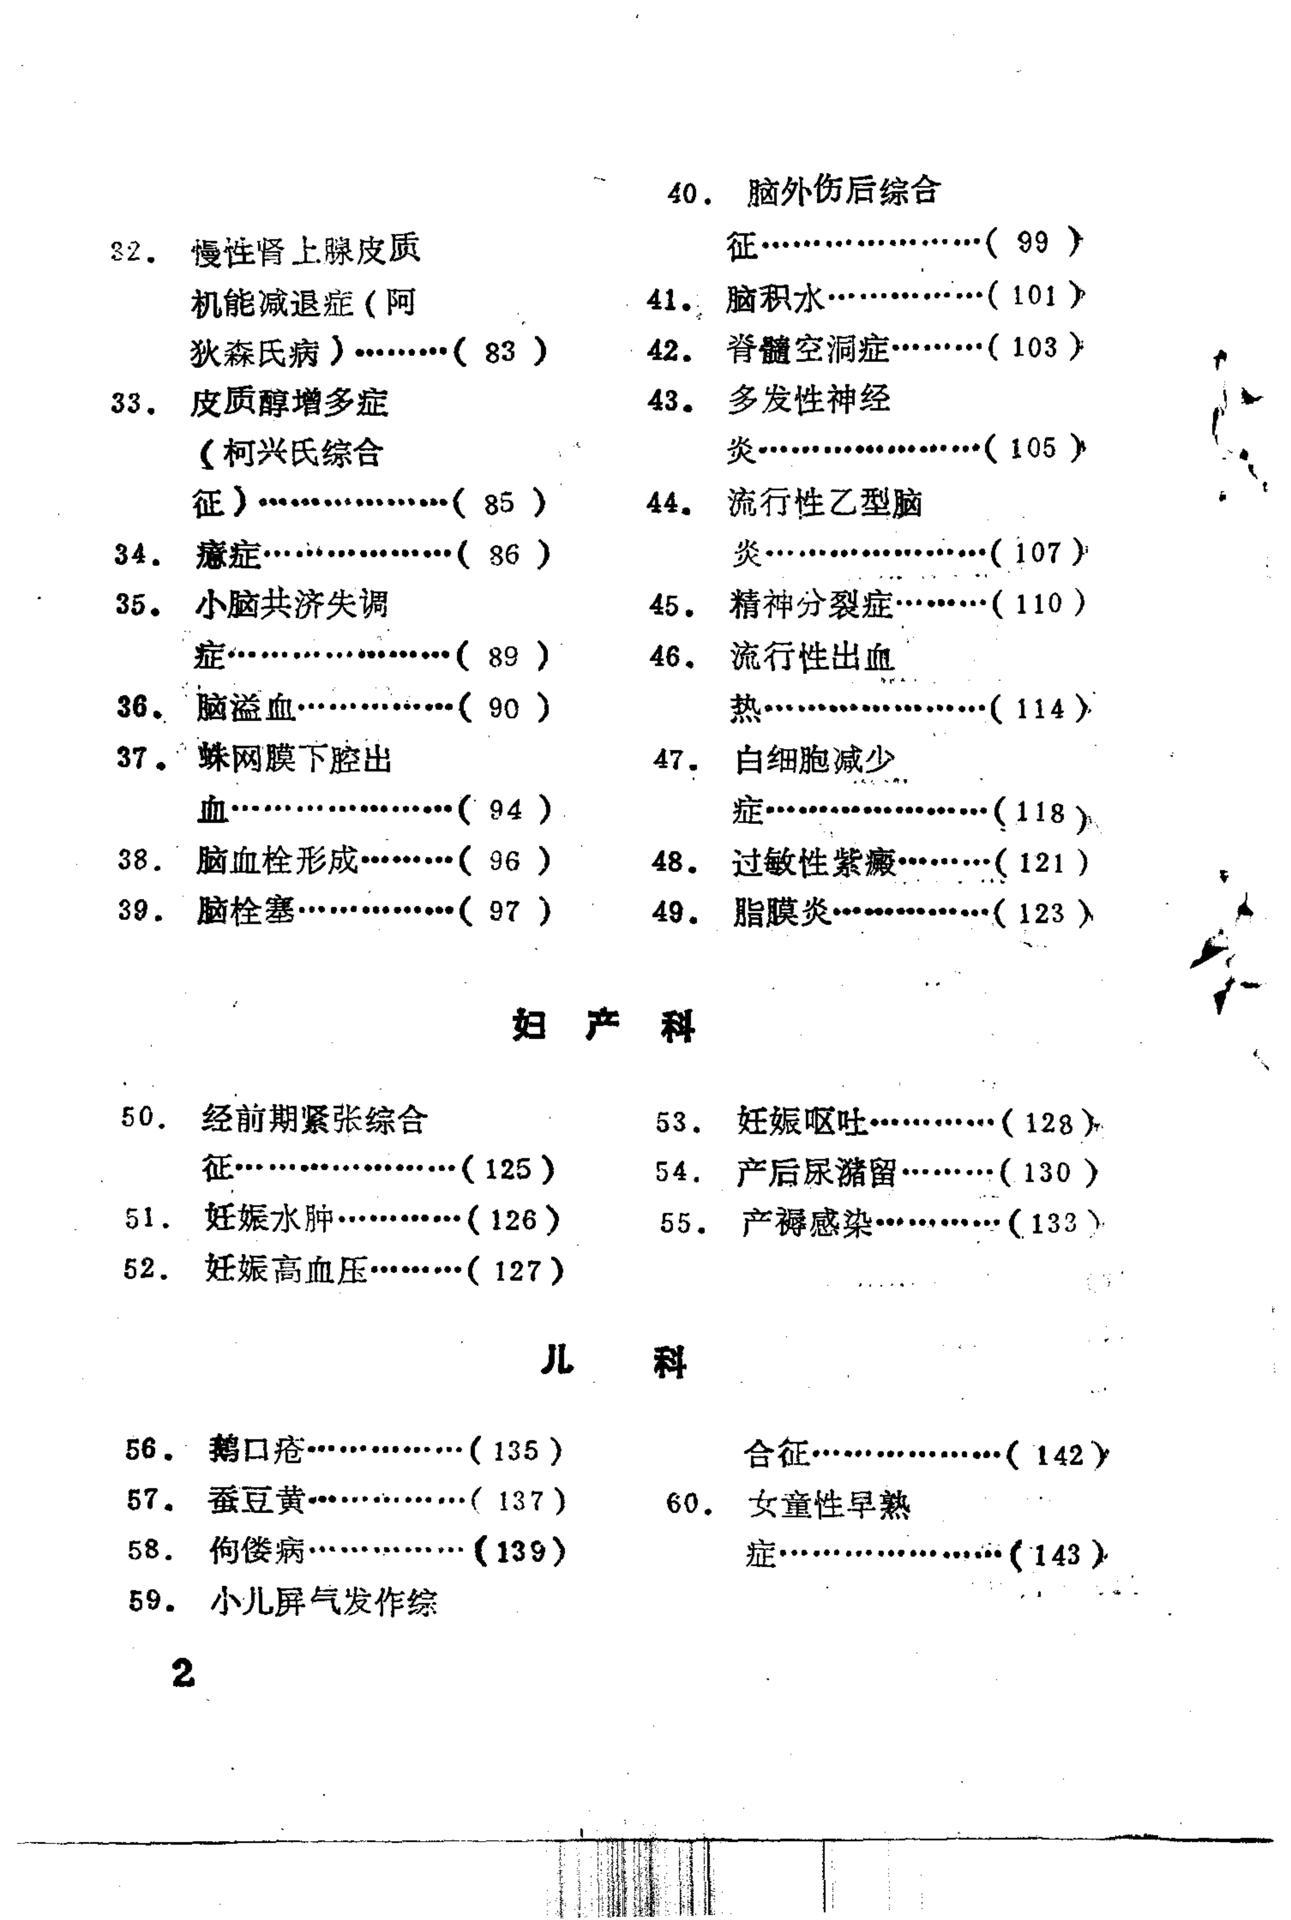 32. 慢性肾上腺皮质
机能减退症(阿
狄森氏病)………(83)
33. 皮质醇增多症
(柯兴氏综合
征)………………(85)
34. 癔症………………(86)
35. 小脑共济失调
症…………………(89)
36. 脑溢血……………(90)
37. 蛛网膜下腔出
血…………………(94)
38. 脑血栓形成………(96)
39. 脑栓塞……………(97)
40. 脑外伤后综合
征…………………(99)
41. 脑积水……………(101)
42. 脊髓空洞症………(103)
43. 多发性神经
炎…………………(105)
44. 流行性乙型脑
炎…………………(107)
45. 精神分裂症………(110)
46. 流行性出血
热…………………(114)
47. 白细胞减少
症…………………(118)
48. 过敏性紫癜………(121)
49. 脂膜炎……………(123)
妇产科
50. 经前期紧张综合
征…………………(125)
51. 妊娠水肿…………(126)
52. 妊娠高血压………(127)
53. 妊娠呕吐…………(128)
54. 产后尿潴留………(130)
55. 产褥感染…………(133)
儿科
56. 鹅口疮……………(135)
57. 蚕豆黄……………(137)
58. 佝偻病……………(139)
59. 小儿屏气发作综
合征………………(142)
60. 女童性早熟
症…………………(143)
2